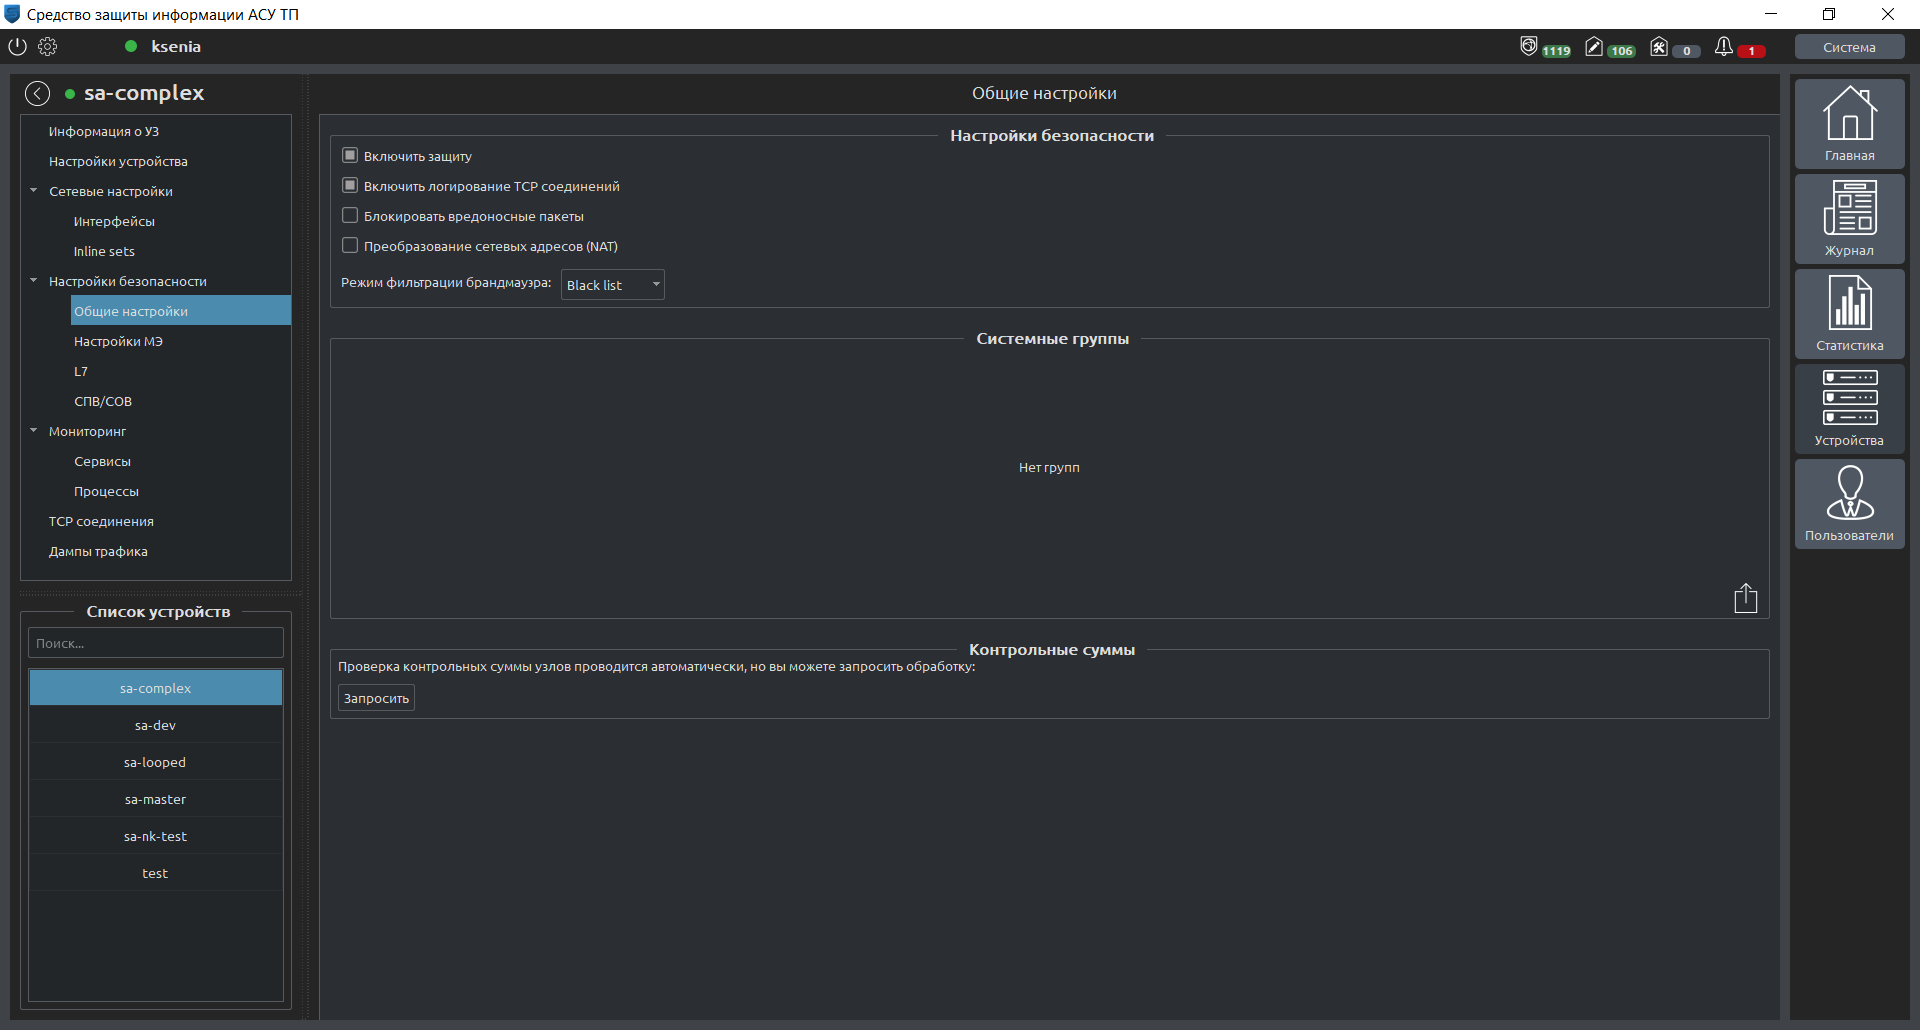 Средство защиты информации АСУ ТП
ksenia
1119
106
0
1
Система
sa-complex
Информация о УЗ
Настройки устройства
Сетевые настройки
Интерфейсы
Inline sets
Настройки безопасности
Общие настройки
Настройки МЭ
L7
СПВ/СОВ
Мониторинг
Сервисы
Процессы
TCP соединения
Дампы трафика
Список устройств
Поиск...
sa-complex
sa-dev
sa-looped
sa-master
sa-nk-test
test
Общие настройки
Настройки безопасности
Включить защиту
Включить логирование TCP соединений
Блокировать вредоносные пакеты
Преобразование сетевых адресов (NAT)
Режим фильтрации брандмауэра: Black list
Системные группы
Нет групп
Контрольные суммы
Проверка контрольных суммы узлов проводится автоматически, но вы можете запросить обработку:
Запросить
Главная
Журнал
Статистика
Устройства
Пользователи